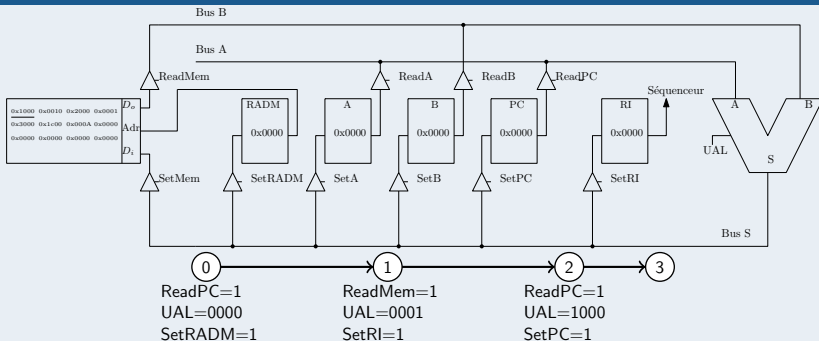 Bus B
Bus A
ReadMem
ReadA
ReadB
ReadPC
Séquenceur
0x1000 0x0010 0x2000 0x0001
0x3000 0x1c00 0x000A 0x0000
0x0000 0x0000 0x0000 0x0000
Do
Adr
Di
RADM
0x0000
A
0x0000
B
0x0000
PC
0x0000
RI
0x0000
A
B
UAL
S
SetMem
SetRADM
SetA
SetB
SetPC
SetRI
Bus S
0
1
2
3
ReadPC=1
UAL=0000
SetRADM=1
ReadMem=1
UAL=0001
SetRI=1
ReadPC=1
UAL=1000
SetPC=1